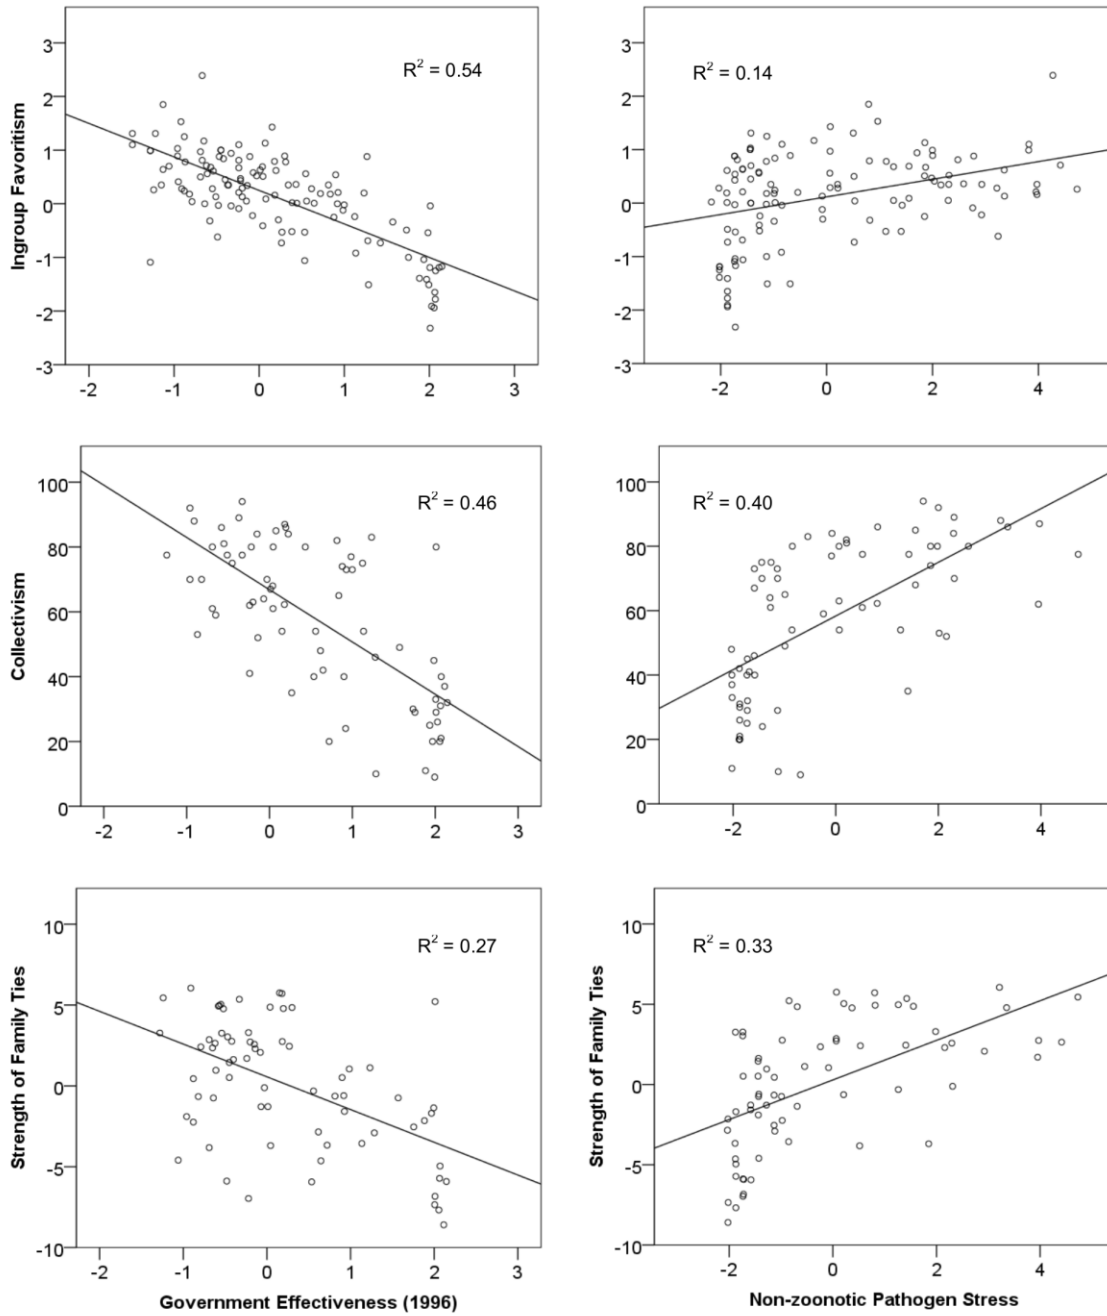 3
2
1
0
-1
-2
-3
Ingroup Favoritism
R² = 0.54
-2 -1 0 1 2 3
3
2
1
0
-1
-2
-3
R² = 0.14
-2 0 2 4
100
80
60
40
20
0
Collectivism
R² = 0.46
-2 -1 0 1 2 3
100
80
60
40
20
0
R² = 0.40
-2 0 2 4
10
5
0
-5
-10
Strength of Family Ties
R² = 0.27
-2 -1 0 1 2 3
Government Effectiveness (1996)
10
5
0
-5
-10
Strength of Family Ties
R² = 0.33
-2 0 2 4
Non-zoonotic Pathogen Stress